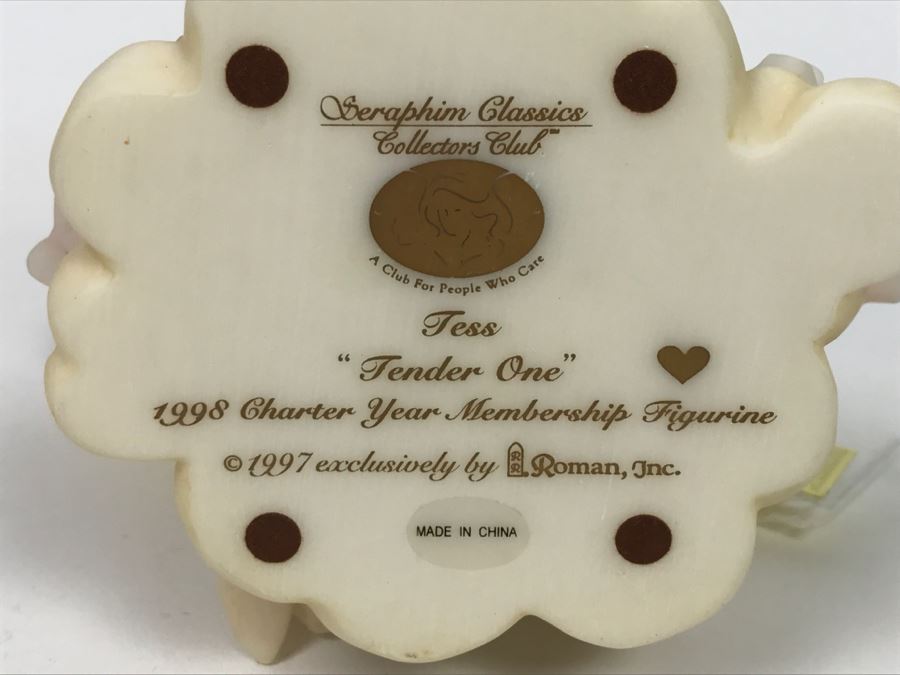 Seraphim Classics
Collectors Club™
A Club For People Who Care
Tess
“Tender One”
1998 Charter Year Membership Figurine
© 1997 exclusively by Roman, Inc.
MADE IN CHINA